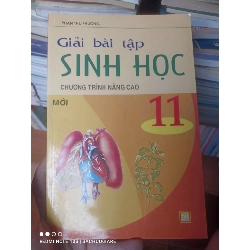 Giải bài tập
SINH HỌC
CHƯƠNG TRÌNH NÂNG CAO
MỚI
11